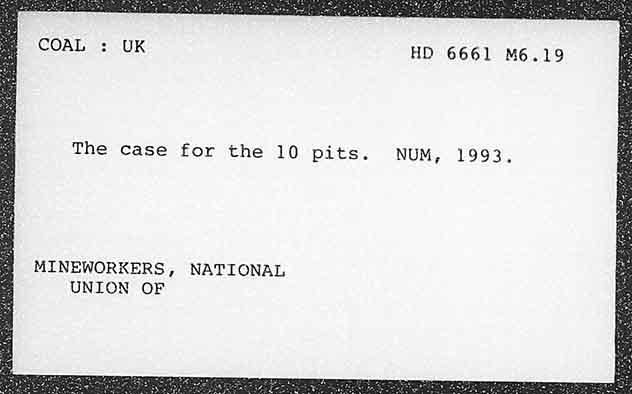 COAL : UK
HD 6661 M6.19
The case for the 10 pits. NUM, 1993.
MINEWORKERS, NATIONAL
UNION OF